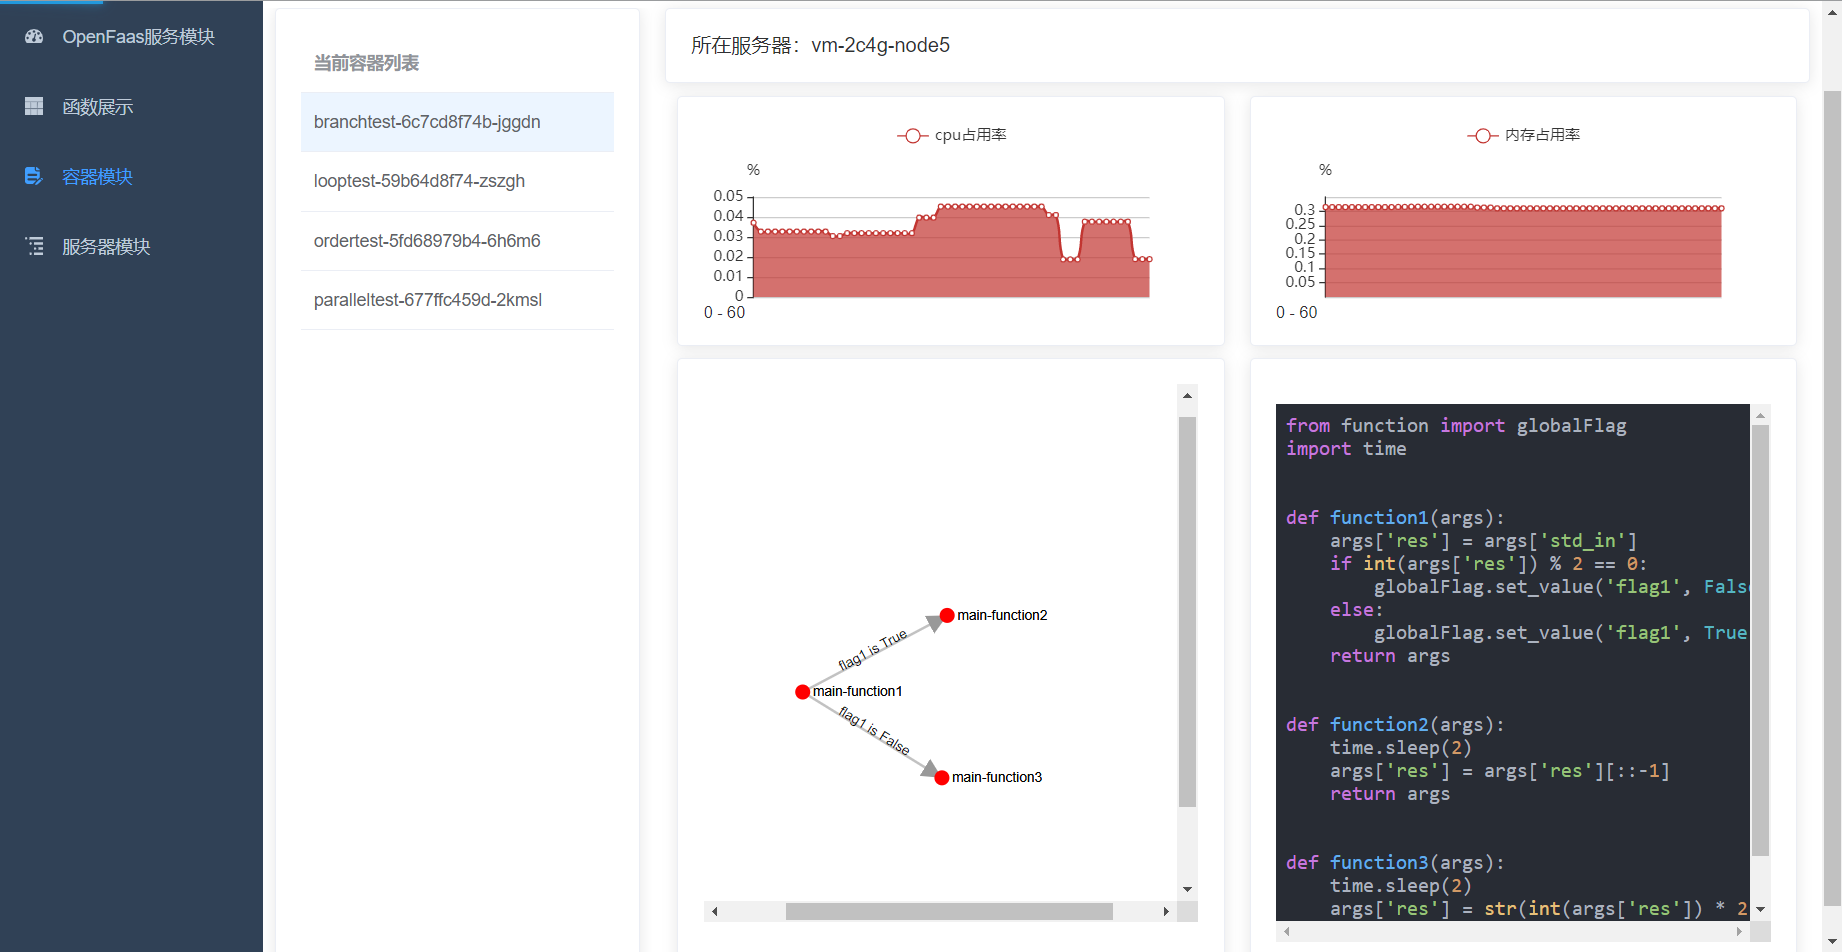 OpenFaas服务模块
函数展示
容器模块
服务器模块
当前容器列表
branchtest-6c7cd8f74b-jggdn
looptest-59b64d8f74-zszgh
ordertest-5fd68979b4-6h6m6
paralleltest-677ffc459d-2kmsl
所在服务器：vm-2c4g-node5
cpu占用率
%
0.05
0.04
0.03
0.02
0.01
0
0 - 60
内存占用率
%
0.3
0.25
0.2
0.15
0.1
0.05
0 - 60
main-function2
flag1 is True
main-function1
flag1 is False
main-function3
from function import globalFlag
import time
def function1(args):
    args['res'] = args['std_in']
    if int(args['res']) % 2 == 0:
        globalFlag.set_value('flag1', Fals
    else:
        globalFlag.set_value('flag1', True
    return args
def function2(args):
    time.sleep(2)
    args['res'] = args['res'][::-1]
    return args
def function3(args):
    time.sleep(2)
    args['res'] = str(int(args['res']) * 2